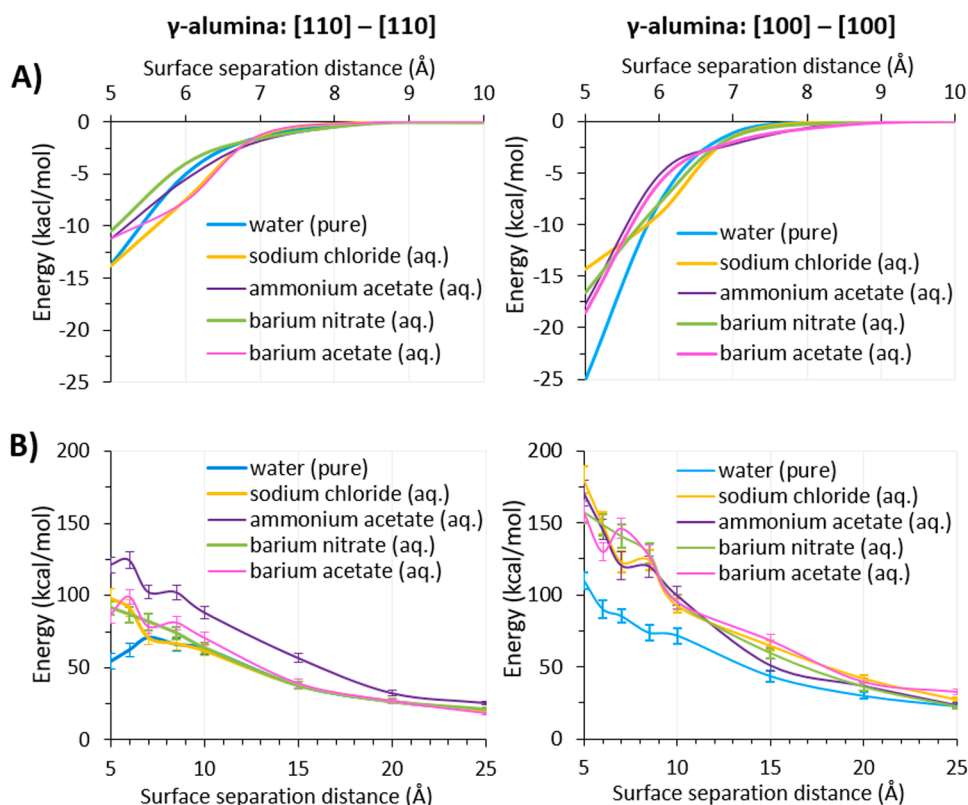 γ-alumina: [110] – [110]
γ-alumina: [100] – [100]
A)
Surface separation distance (Å)
5 6 7 8 9 10
0
-5
-10
-15
-20
-25
Energy (kacl/mol)
water (pure)
sodium chloride (aq.)
ammonium acetate (aq.)
barium nitrate (aq.)
barium acetate (aq.)
Surface separation distance (Å)
5 6 7 8 9 10
0
-5
-10
-15
-20
-25
Energy (kcal/mol)
water (pure)
sodium chloride (aq.)
ammonium acetate (aq.)
barium nitrate (aq.)
barium acetate (aq.)
B)
200
150
100
50
0
Energy (kcal/mol)
water (pure)
sodium chloride (aq.)
ammonium acetate (aq.)
barium nitrate (aq.)
barium acetate (aq.)
5 10 15 20 25
Surface separation distance (Å)
200
150
100
50
0
Energy (kcal/mol)
water (pure)
sodium chloride (aq.)
ammonium acetate (aq.)
barium nitrate (aq.)
barium acetate (aq.)
5 10 15 20 25
Surface separation distance (Å)